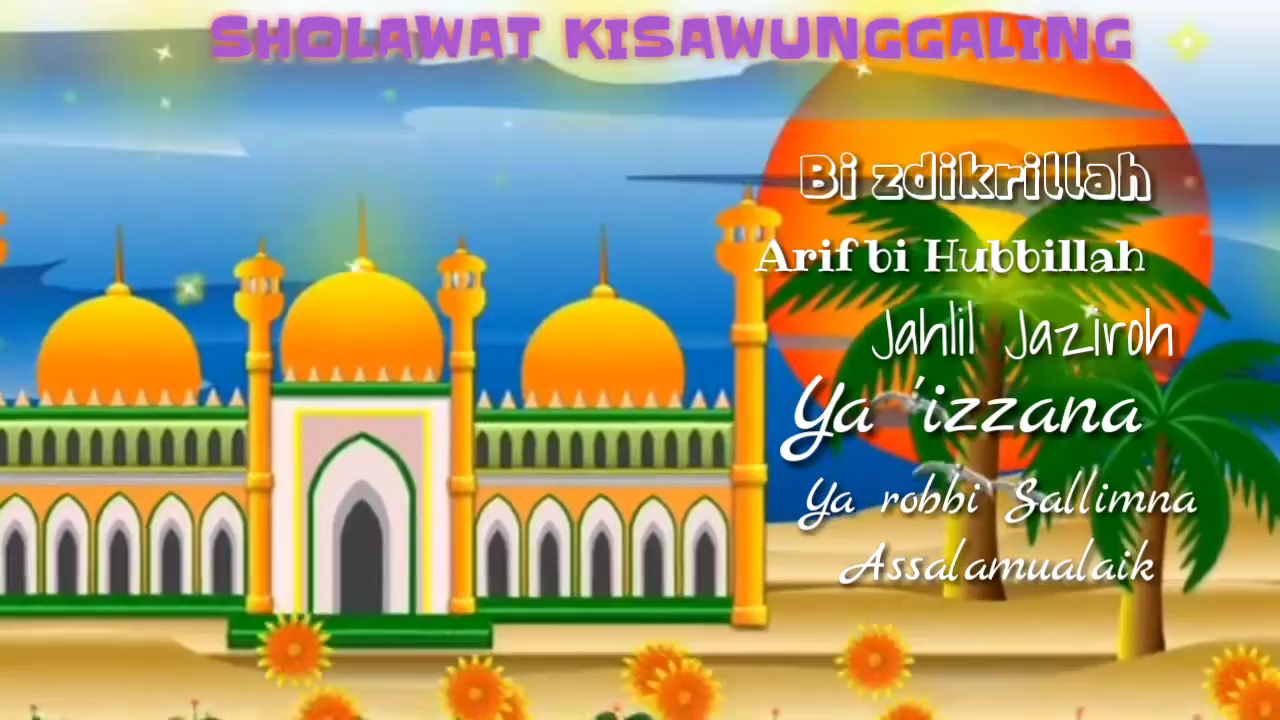 SHOLAWAT KISAWUNGGALING
Bi zdikrillah
Arif bi Hubbillah
Jahlil Jaziroh
Ya 'izzana
Ya robbi Sallimna
Assalamualaik